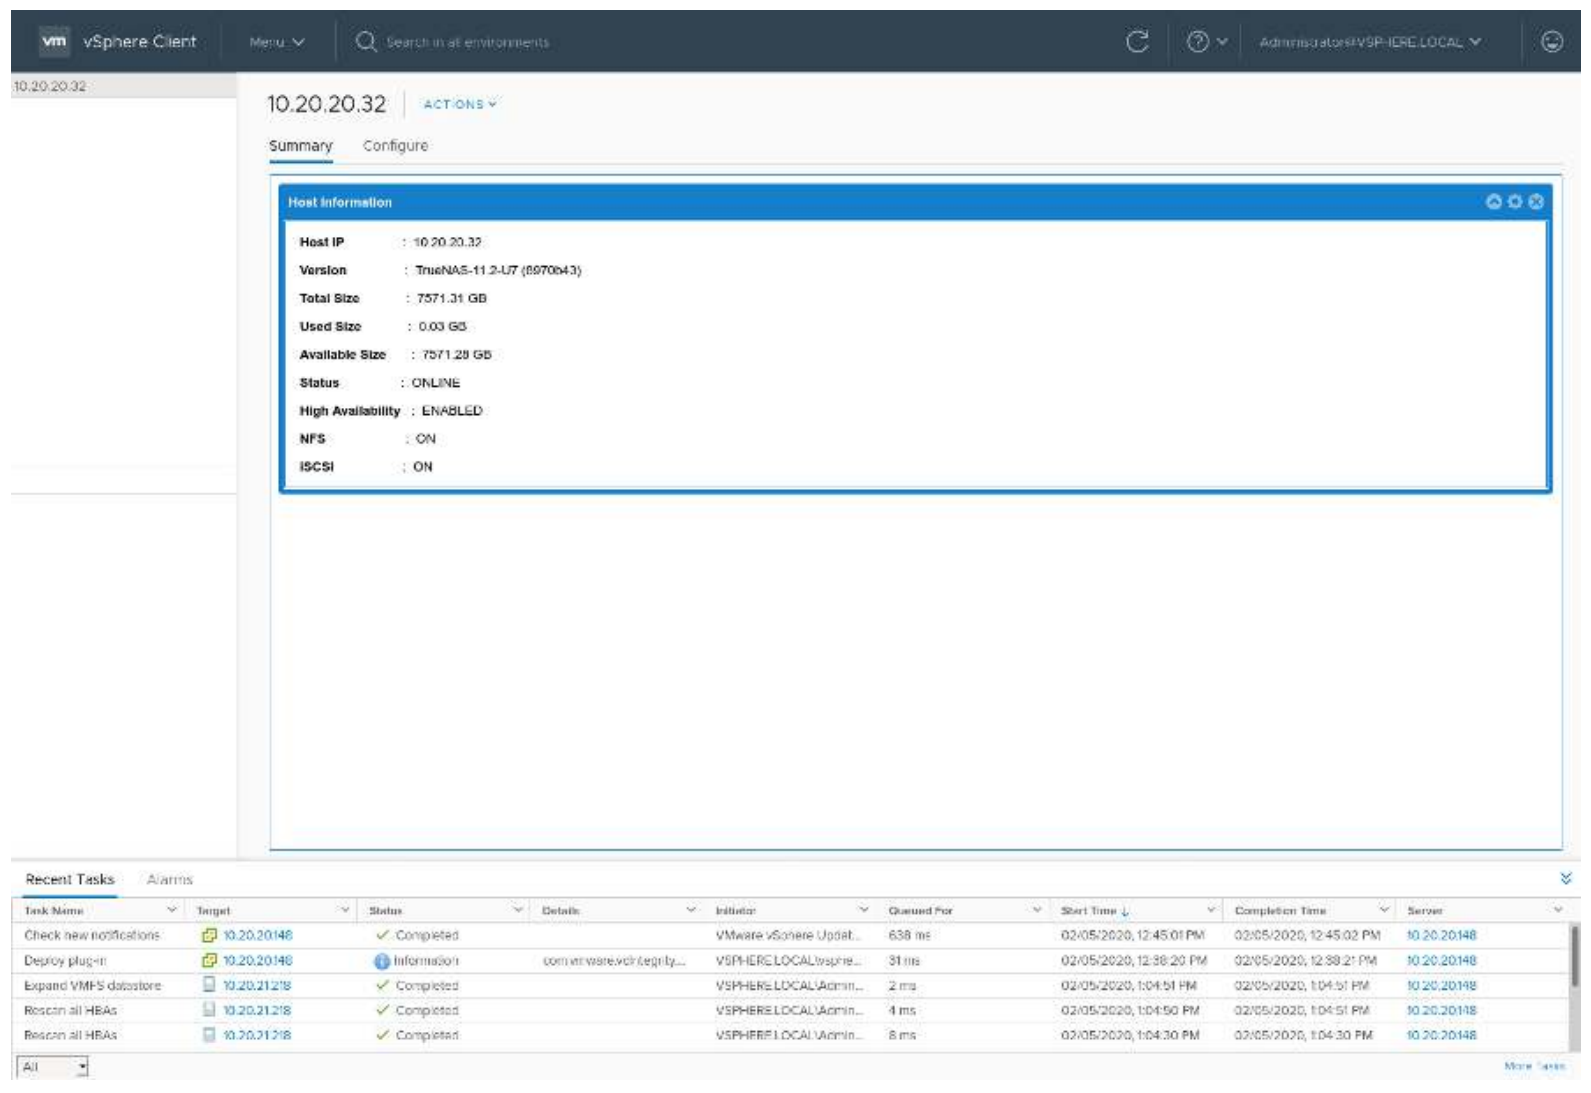 vm vSphere Client Menu Search in all environments Administrator@VSPHERE.LOCAL
10.20.20.32
10.20.20.32 ACTIONS
Summary Configure
Host Information
Host IP : 10.20.20.32
Version : TrueNAS-11.2-U7 (8970b43)
Total Size : 7571.31 GB
Used Size : 0.03 GB
Available Size : 7571.28 GB
Status : ONLINE
High Availability : ENABLED
NFS : ON
iSCSI : ON
Recent Tasks Alarms
Task Name Target Status Details Initiator Queued For Start Time ↓ Completion Time Server
Check new notifications 10.20.20.148 Completed VMware vSphere Updat... 638 ms 02/05/2020, 12:45:01 PM 02/05/2020, 12:45:02 PM 10.20.20.148
Deploy plug-in 10.20.20.148 Information com.vmware.vcIntegrity.... VSPHERE.LOCAL\vsphe... 31 ms 02/05/2020, 12:38:20 PM 02/05/2020, 12:38:21 PM 10.20.20.148
Expand VMFS datastore 10.20.21.218 Completed VSPHERE.LOCAL\Admin... 2 ms 02/05/2020, 1:04:51 PM 02/05/2020, 1:04:51 PM 10.20.20.148
Rescan all HBAs 10.20.21.218 Completed VSPHERE.LOCAL\Admin... 4 ms 02/05/2020, 1:04:50 PM 02/05/2020, 1:04:51 PM 10.20.20.148
Rescan all HBAs 10.20.21.218 Completed VSPHERE.LOCAL\Admin... 8 ms 02/05/2020, 1:04:30 PM 02/05/2020, 1:04:30 PM 10.20.20.148
All More Tasks